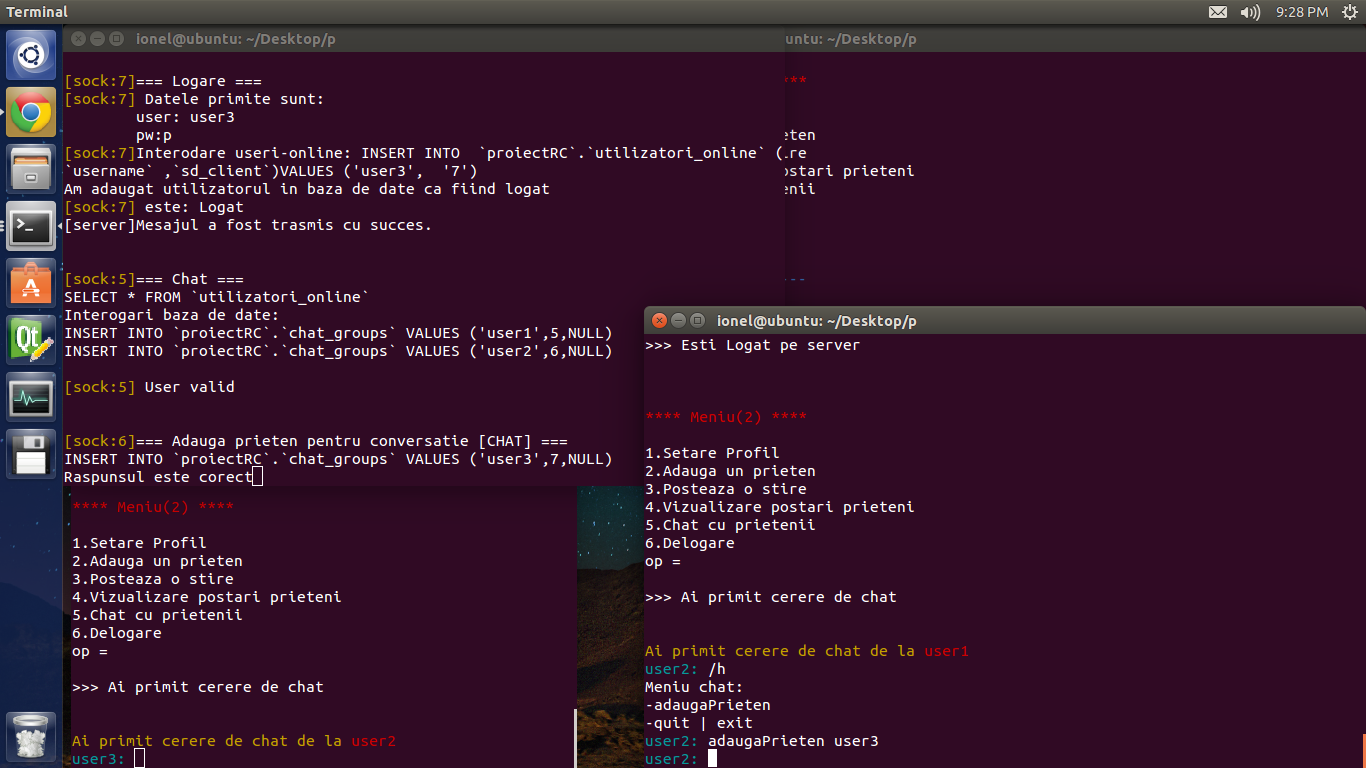 Terminal
9:28 PM
ionel@ubuntu: ~/Desktop/p
[sock:7]=== Logare ===
[sock:7] Datele primite sunt:
user: user3
pw:p
[sock:7]Interodare useri-online: INSERT INTO  `proiectRC`.`utilizatori_online` (
`username` ,`sd_client`)VALUES ('user3',  '7')
Am adaugat utilizatorul in baza de date ca fiind logat
[sock:7] este: Logat
[server]Mesajul a fost trasmis cu succes.
[sock:5]=== Chat ===
SELECT * FROM `utilizatori_online`
Interogari baza de date:
INSERT INTO `proiectRC`.`chat_groups` VALUES ('user1',5,NULL)
INSERT INTO `proiectRC`.`chat_groups` VALUES ('user2',6,NULL)
[sock:5] User valid
[sock:6]=== Adauga prieten pentru conversatie [CHAT] ===
INSERT INTO `proiectRC`.`chat_groups` VALUES ('user3',7,NULL)
Raspunsul este corect
untu: ~/Desktop/p
**
eten
re
ostari prieteni
enii
---
**** Meniu(2) ****
1.Setare Profil
2.Adauga un prieten
3.Posteaza o stire
4.Vizualizare postari prieteni
5.Chat cu prietenii
6.Delogare
op =
>>> Ai primit cerere de chat
Ai primit cerere de chat de la user2
user3:
ionel@ubuntu: ~/Desktop/p
>>> Esti Logat pe server
**** Meniu(2) ****
1.Setare Profil
2.Adauga un prieten
3.Posteaza o stire
4.Vizualizare postari prieteni
5.Chat cu prietenii
6.Delogare
op =
>>> Ai primit cerere de chat
Ai primit cerere de chat de la user1
user2: /h
Meniu chat:
-adaugaPrieten
-quit | exit
user2: adaugaPrieten user3
user2: